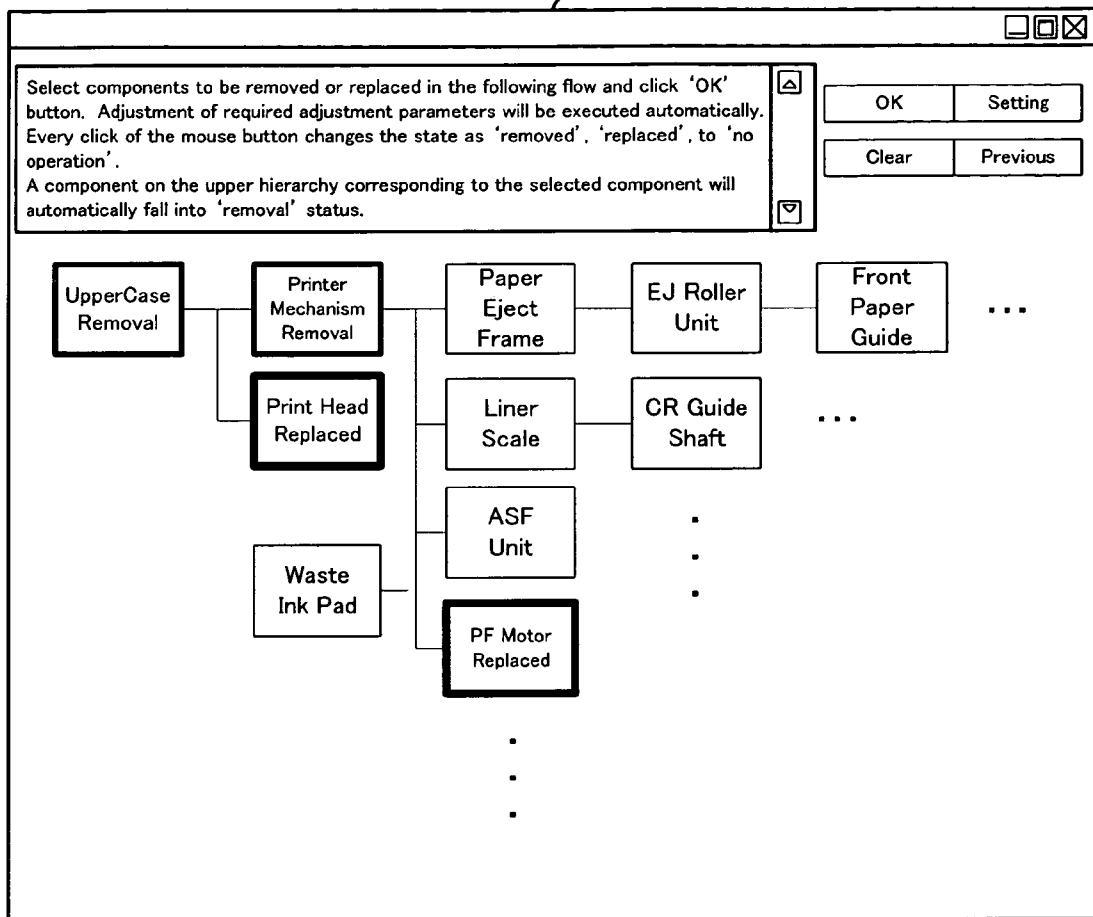 Select components to be removed or replaced in the following flow and click ‘OK’
button. Adjustment of required adjustment parameters will be executed automatically.
Every click of the mouse button changes the state as ‘removed’, ‘replaced’, to ‘no
operation’.
A component on the upper hierarchy corresponding to the selected component will
automatically fall into ‘removal’ status.
OK
Setting
Clear
Previous
UpperCase
Removal
Printer
Mechanism
Removal
Paper
Eject
Frame
EJ Roller
Unit
Front
Paper
Guide
...
Print Head
Replaced
Liner
Scale
CR Guide
Shaft
...
ASF
Unit
Waste
Ink Pad
PF Motor
Replaced